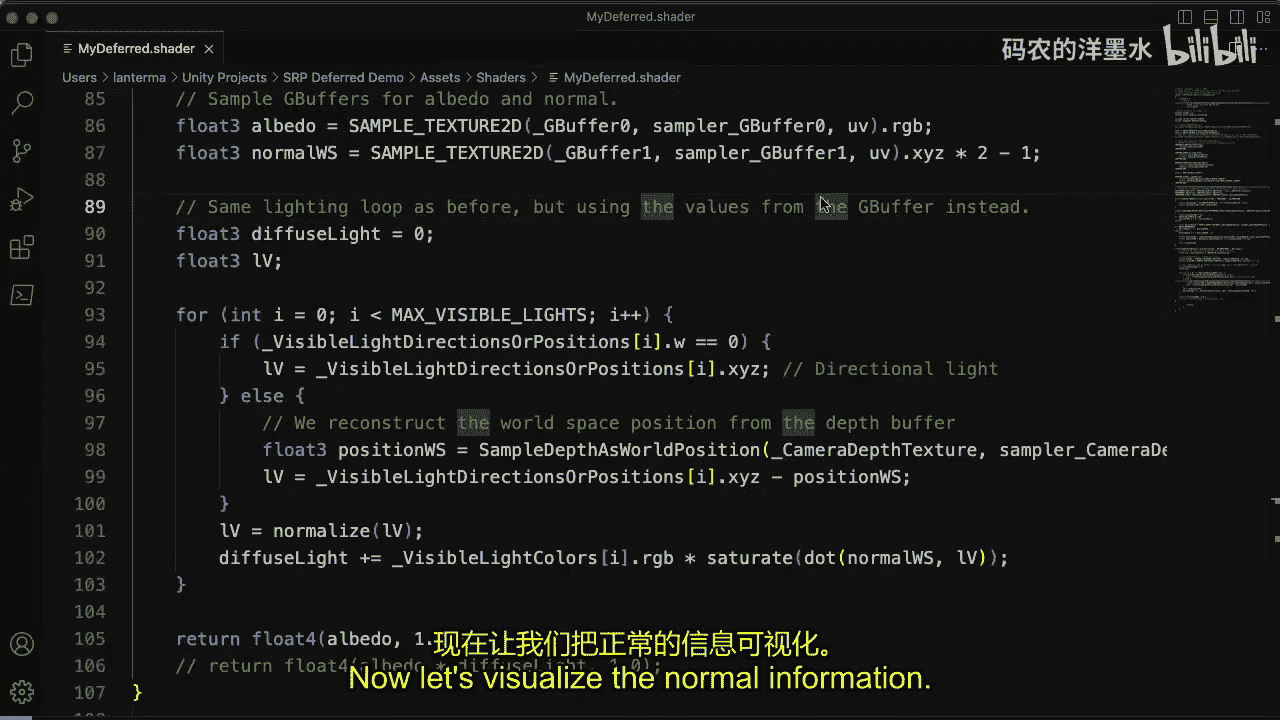 MyDeferred.shader
MyDeferred.shader
码农的洋墨水 bilibili
Users > lanterma > Unity Projects > SRP Deferred Demo > Assets > Shaders > MyDeferred.shader
85 // Sample GBuffers for albedo and normal.
86 float3 albedo = SAMPLE_TEXTURE2D(_GBuffer0, sampler_GBuffer0, uv).rgb;
87 float3 normalWS = SAMPLE_TEXTURE2D(_GBuffer1, sampler_GBuffer1, uv).xyz * 2 - 1;
88
89 // Same lighting loop as before, but using the values from the GBuffer instead.
90 float3 diffuseLight = 0;
91 float3 lV;
92
93 for (int i = 0; i < MAX_VISIBLE_LIGHTS; i++) {
94 if (_VisibleLightDirectionsOrPositions[i].w == 0) {
95 lV = _VisibleLightDirectionsOrPositions[i].xyz; // Directional light
96 } else {
97 // We reconstruct the world space position from the depth buffer
98 float3 positionWS = SampleDepthAsWorldPosition(_CameraDepthTexture, sampler_CameraDe
99 lV = _VisibleLightDirectionsOrPositions[i].xyz - positionWS;
100 }
101 lV = normalize(lV);
102 diffuseLight += _VisibleLightColors[i].rgb * saturate(dot(normalWS, lV));
103 }
104
105 return float4(albedo, 1.
106 // return float4(albedo * diffuseLight, 1.0);
107 }
现在让我们把正常的信息可视化。
Now let's visualize the normal information.